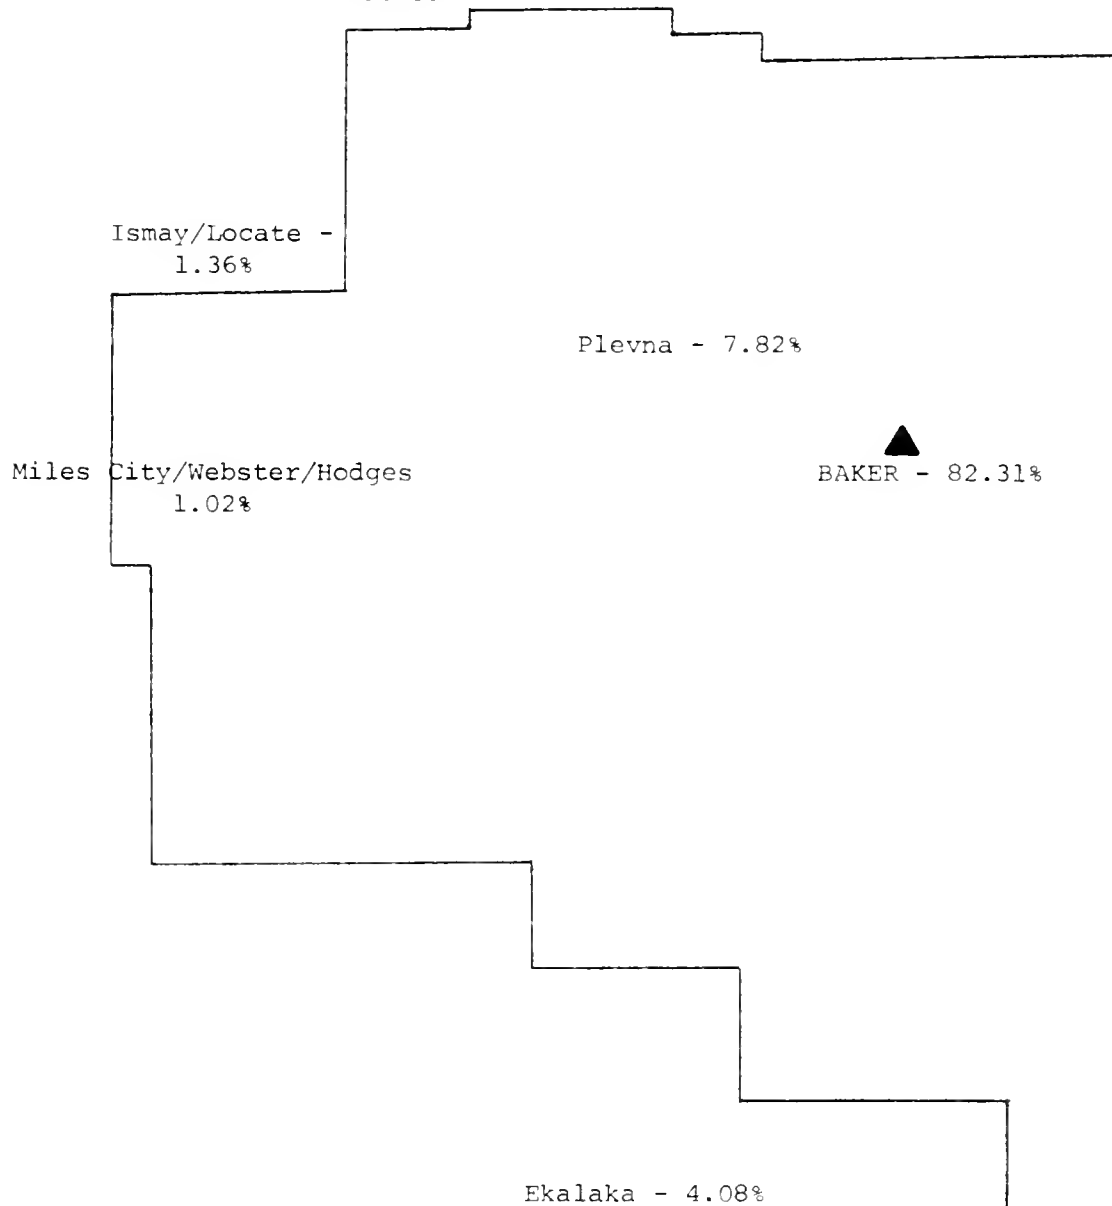 Ismay/Locate -
1.36%
Plevna - 7.82%
Miles City/Webster/Hodges
1.02%
BAKER - 82.31%
Ekalaka - 4.08%